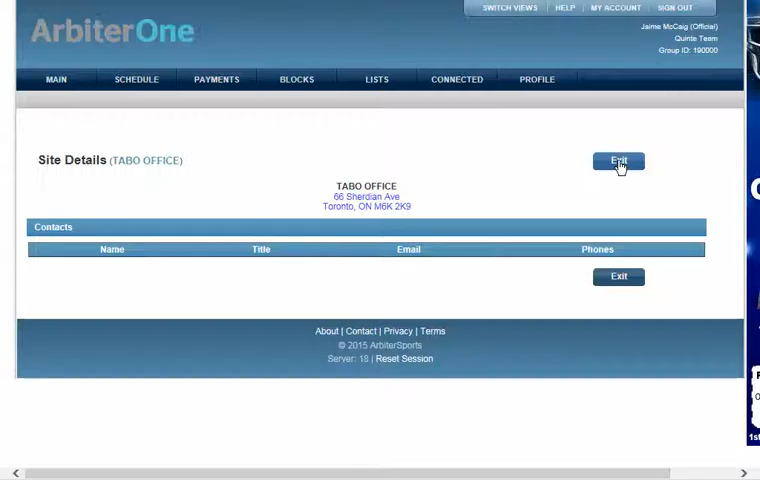 SWITCH VIEWS HELP MY ACCOUNT SIGN OUT
ArbiterOne
Jaime McCaig (Official)
Quinte Team
Group ID: 190000
MAIN SCHEDULE PAYMENTS BLOCKS LISTS CONNECTED PROFILE
Site Details (TABO OFFICE)
Exit
TABO OFFICE
66 Sherdian Ave
Toronto, ON M6K 2K9
Contacts
Name Title Email Phones
Exit
About | Contact | Privacy | Terms
© 2015 ArbiterSports
Server: 18 | Reset Session
1st